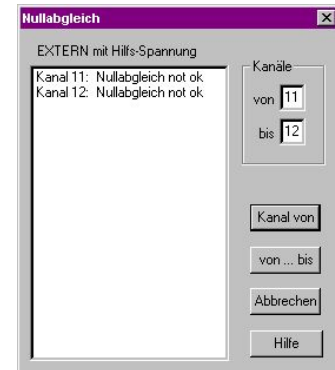 Nullabgleich
EXTERN mit Hilfs-Spannung
Kanal 11: Nullabgleich not ok
Kanal 12: Nullabgleich not ok
Kanäle
von 11
bis 12
Kanal von
von ... bis
Abbrechen
Hilfe